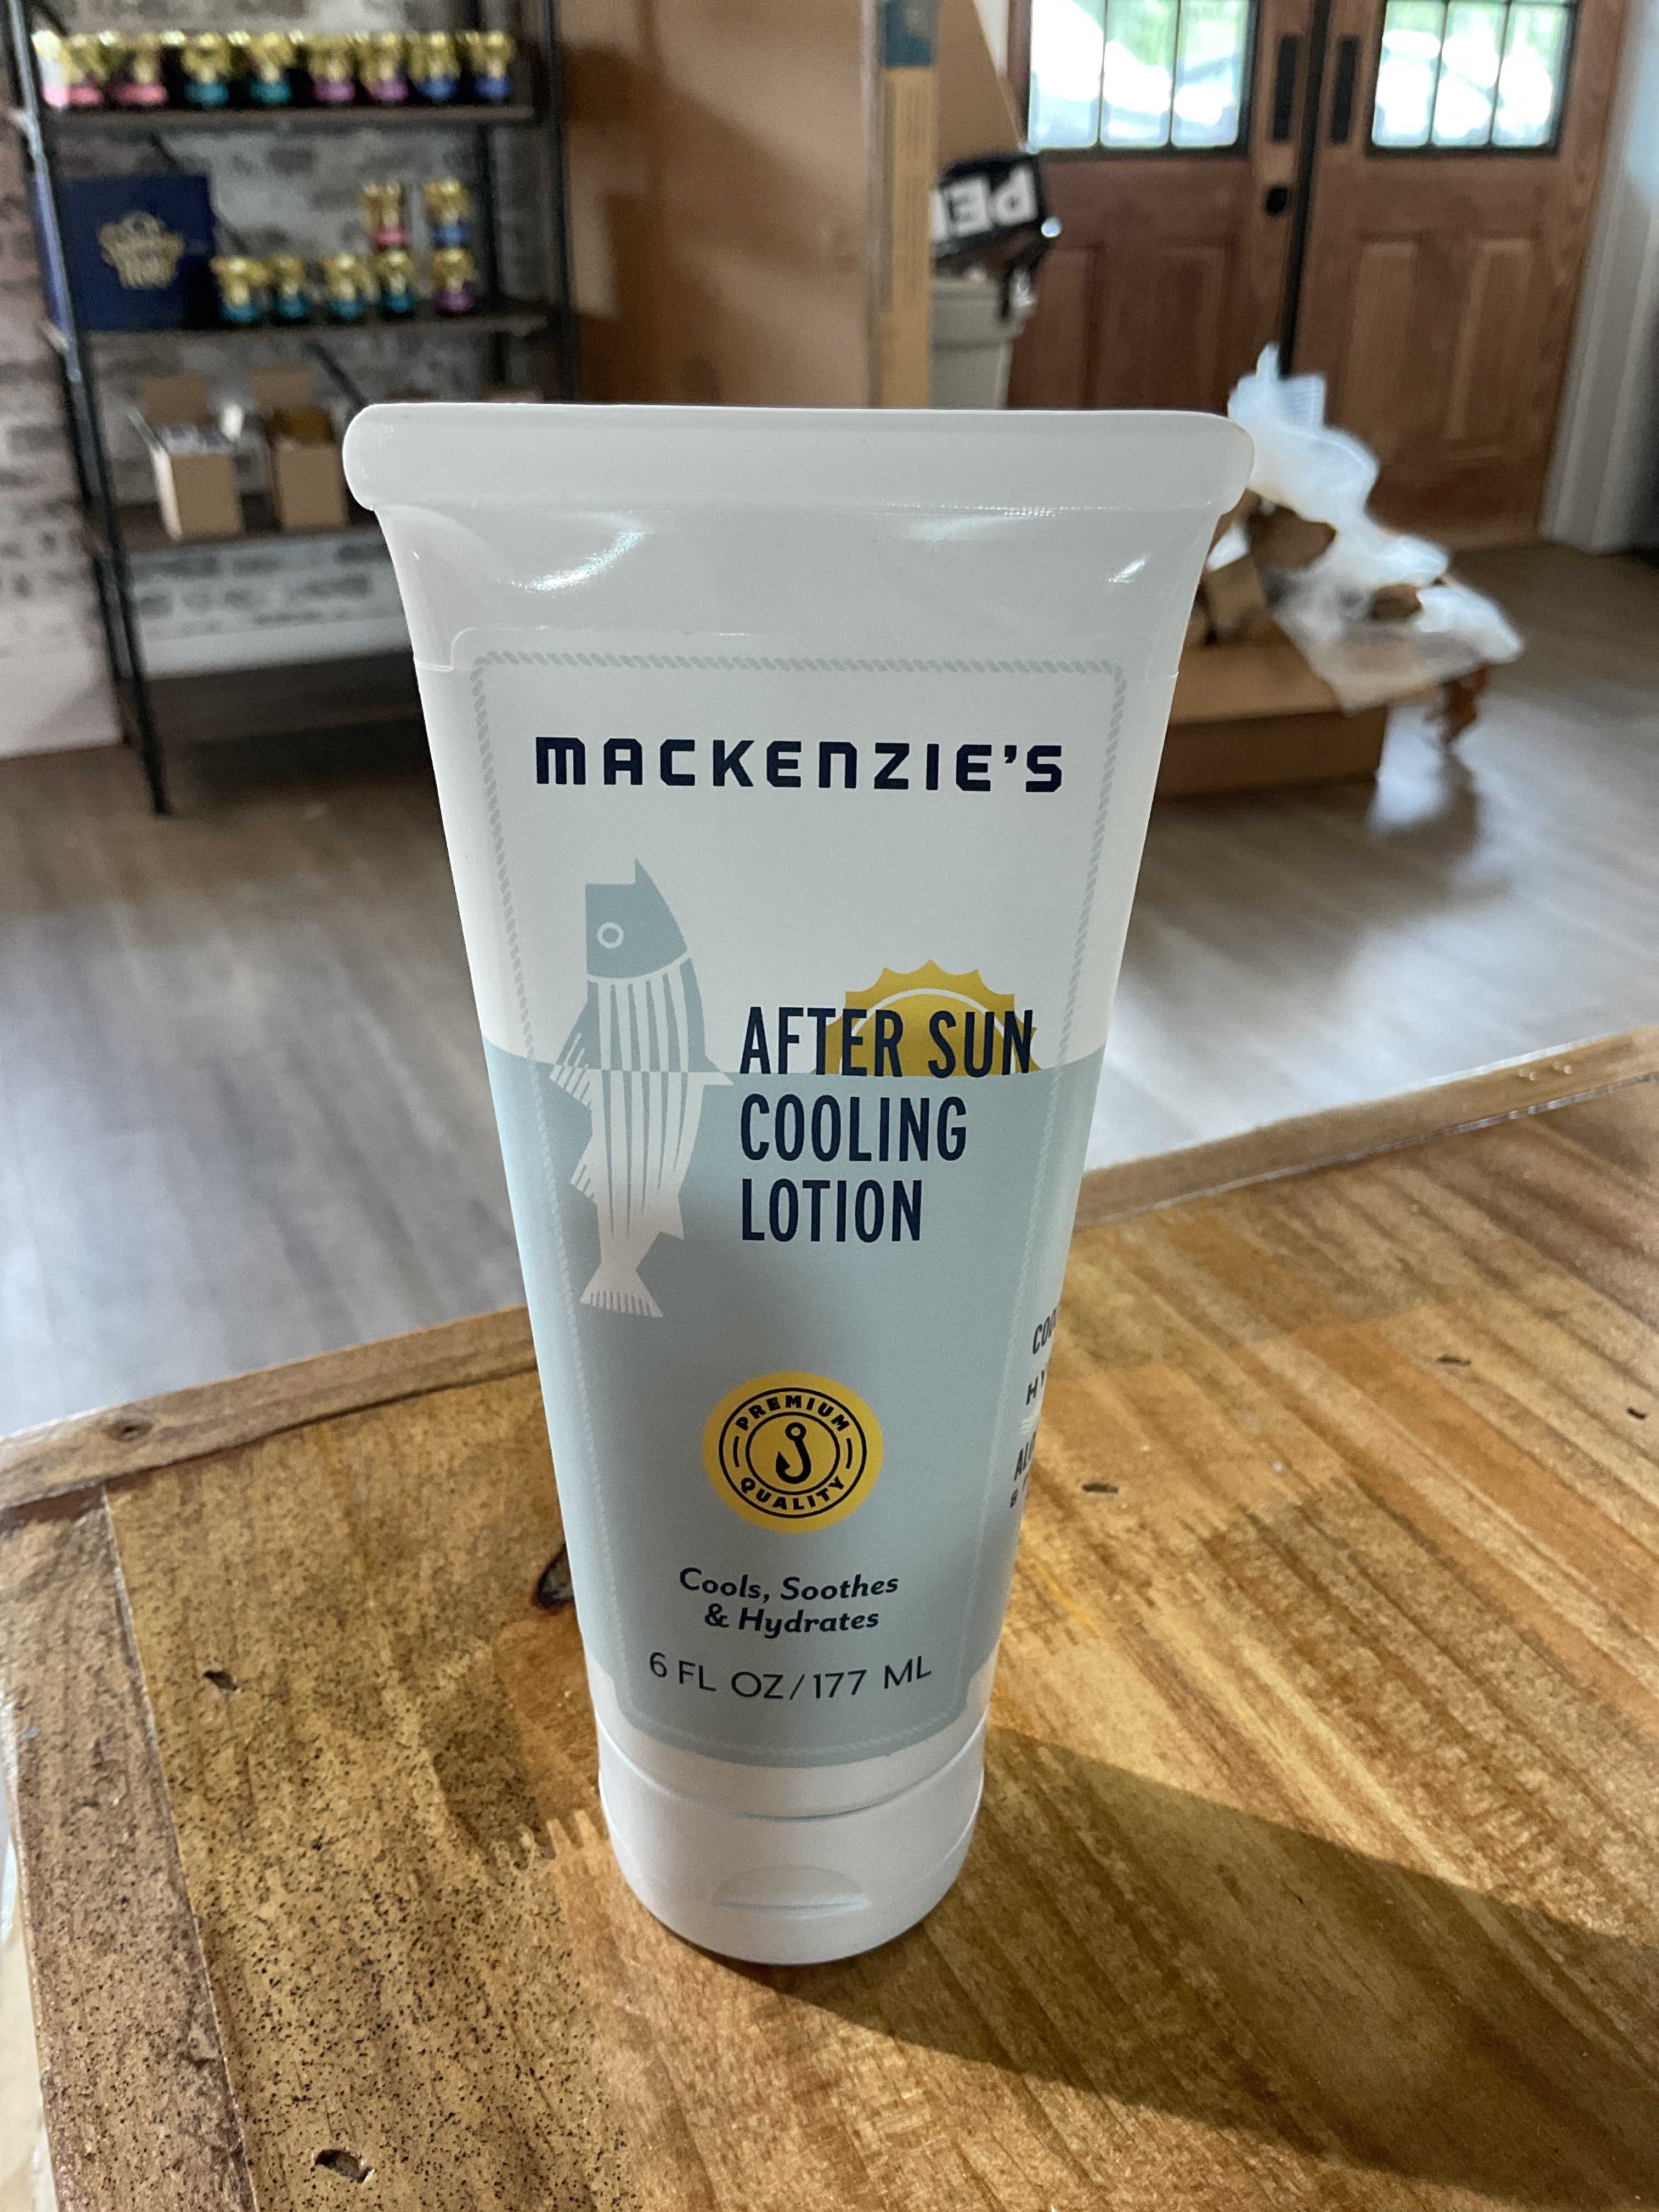 MACKENZIE'S
AFTER SUN
COOLING
LOTION
PREMIUM
QUALITY
Cools, Soothes
& Hydrates
6 FL OZ/177 ML